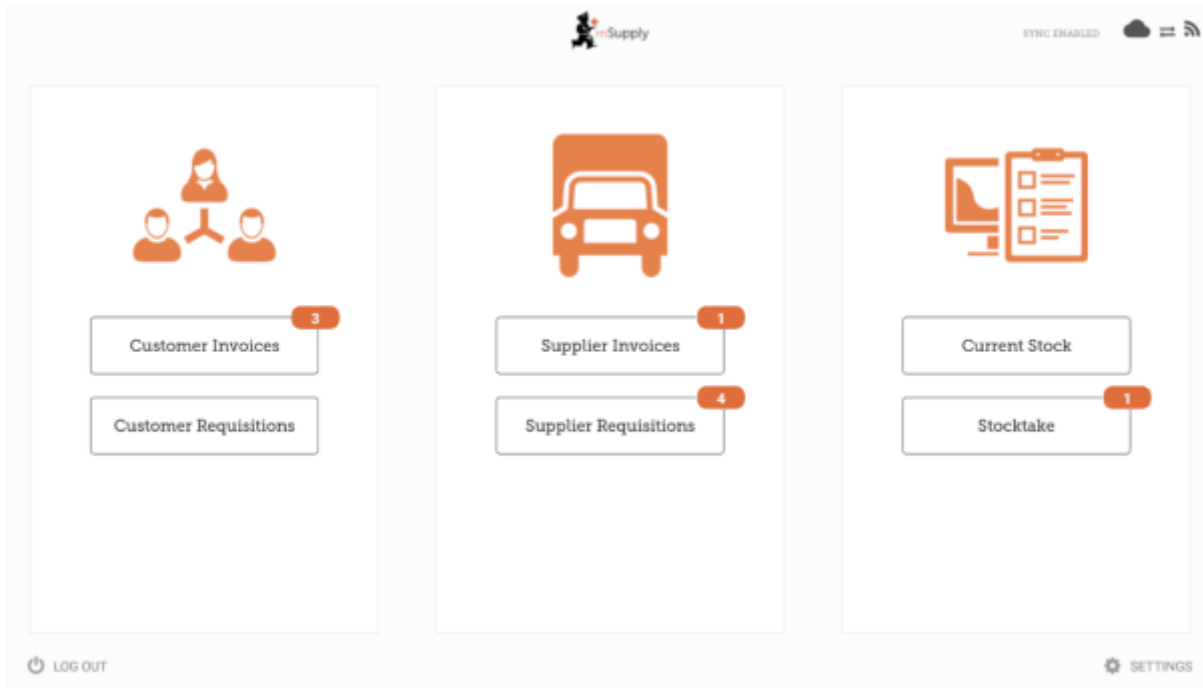 mSupply
SYNC ENABLED
3
Customer Invoices
Customer Requisitions
1
Supplier Invoices
4
Supplier Requisitions
Current Stock
1
Stocktake
LOG OUT
SETTINGS